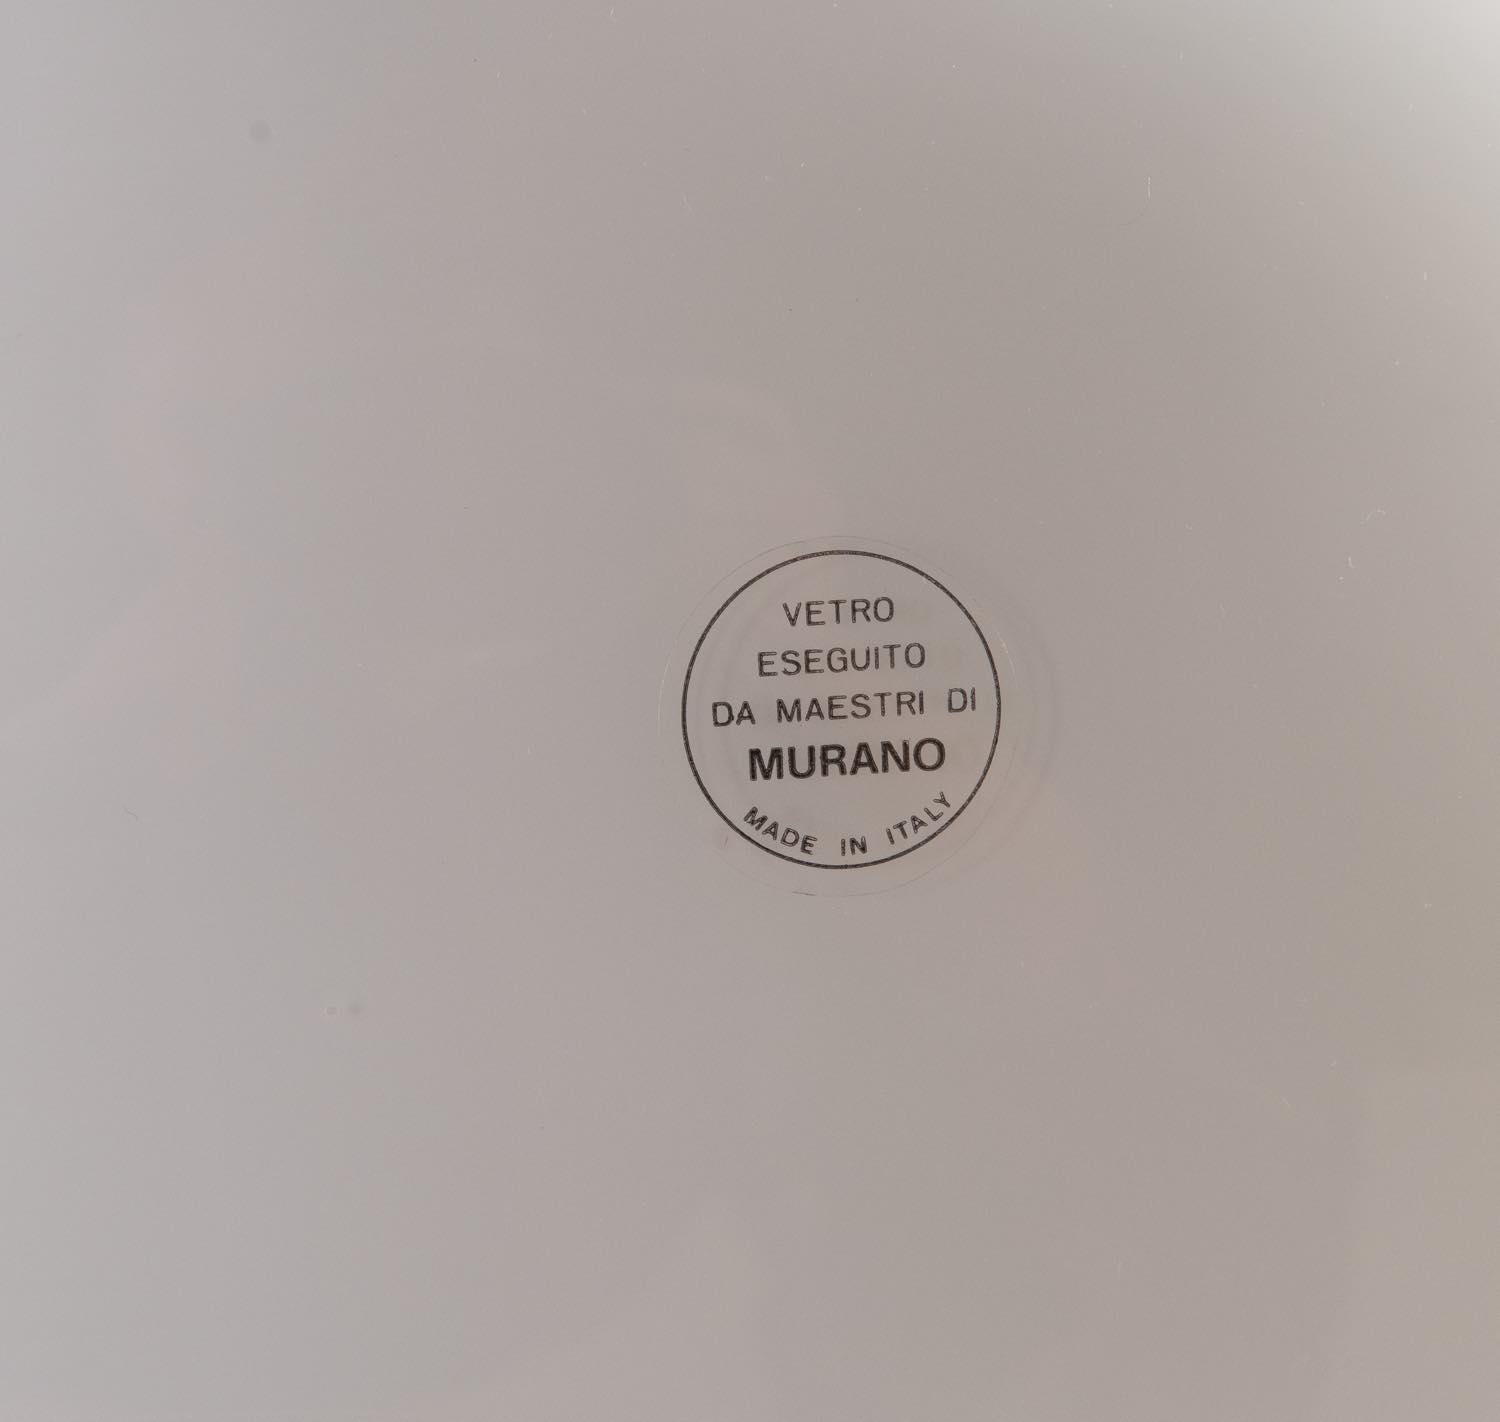 VETRO
ESEGUITO
DA MAESTRI DI
MURANO
MADE IN ITALY